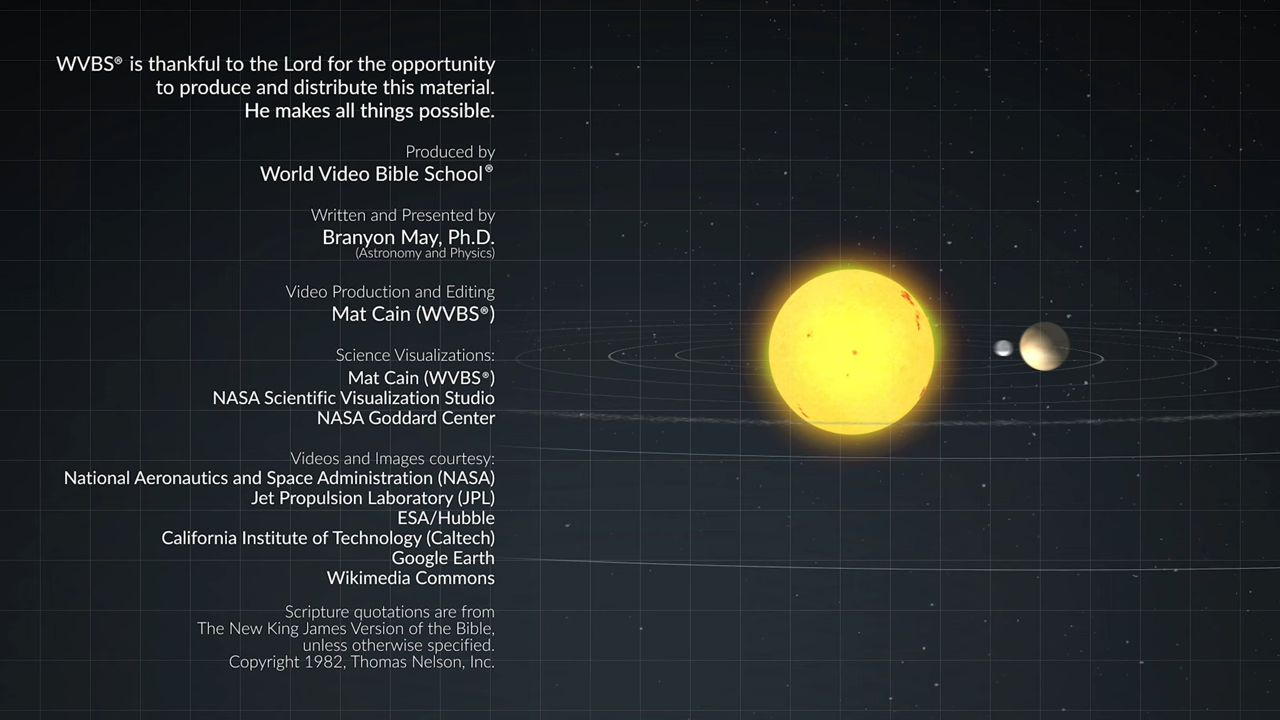 WVBS® is thankful to the Lord for the opportunity
to produce and distribute this material.
He makes all things possible.
Produced by
World Video Bible School®
Written and Presented by
Branyon May, Ph.D.
(Astronomy and Physics)
Video Production and Editing
Mat Cain (WVBS®)
Science Visualizations:
Mat Cain (WVBS®)
NASA Scientific Visualization Studio
NASA Goddard Center
Videos and Images courtesy:
National Aeronautics and Space Administration (NASA)
Jet Propulsion Laboratory (JPL)
ESA/Hubble
California Institute of Technology (Caltech)
Google Earth
Wikimedia Commons
Scripture quotations are from
The New King James Version of the Bible,
unless otherwise specified.
Copyright 1982, Thomas Nelson, Inc.